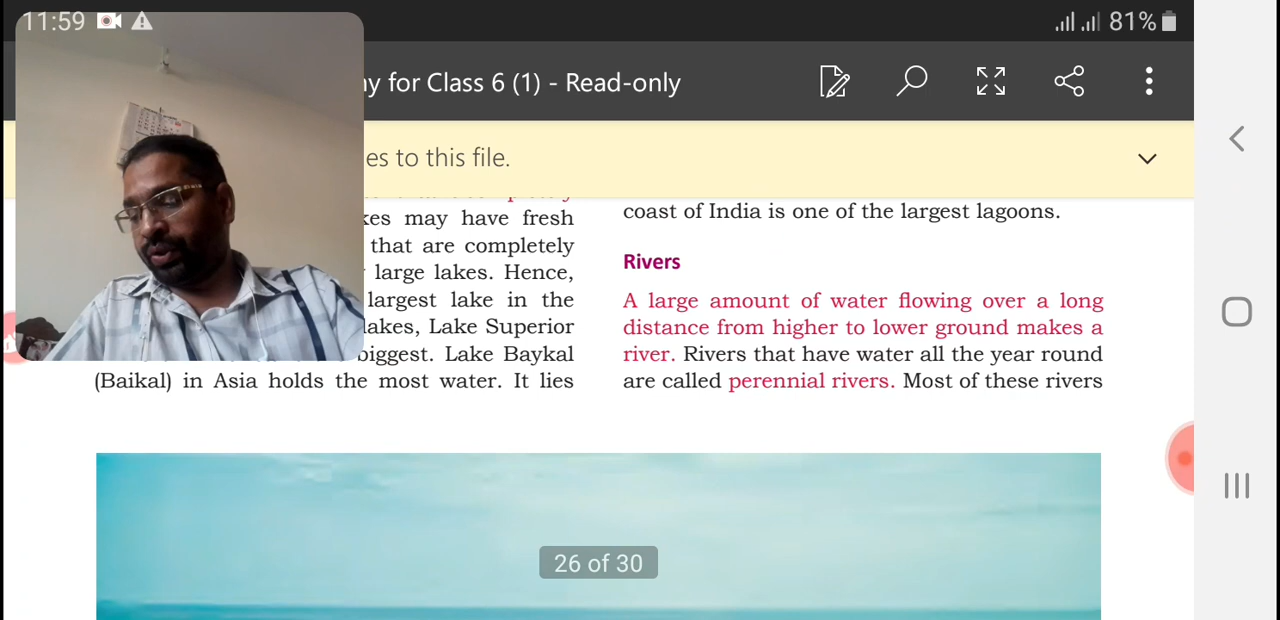 11:59
81%
y for Class 6 (1) - Read-only
es to this file.
kes may have fresh
that are completely
large lakes. Hence,
largest lake in the
lakes, Lake Superior
biggest. Lake Baykal
(Baikal) in Asia holds the most water. It lies
coast of India is one of the largest lagoons.
Rivers
A large amount of water flowing over a long
distance from higher to lower ground makes a
river. Rivers that have water all the year round
are called perennial rivers. Most of these rivers
26 of 30